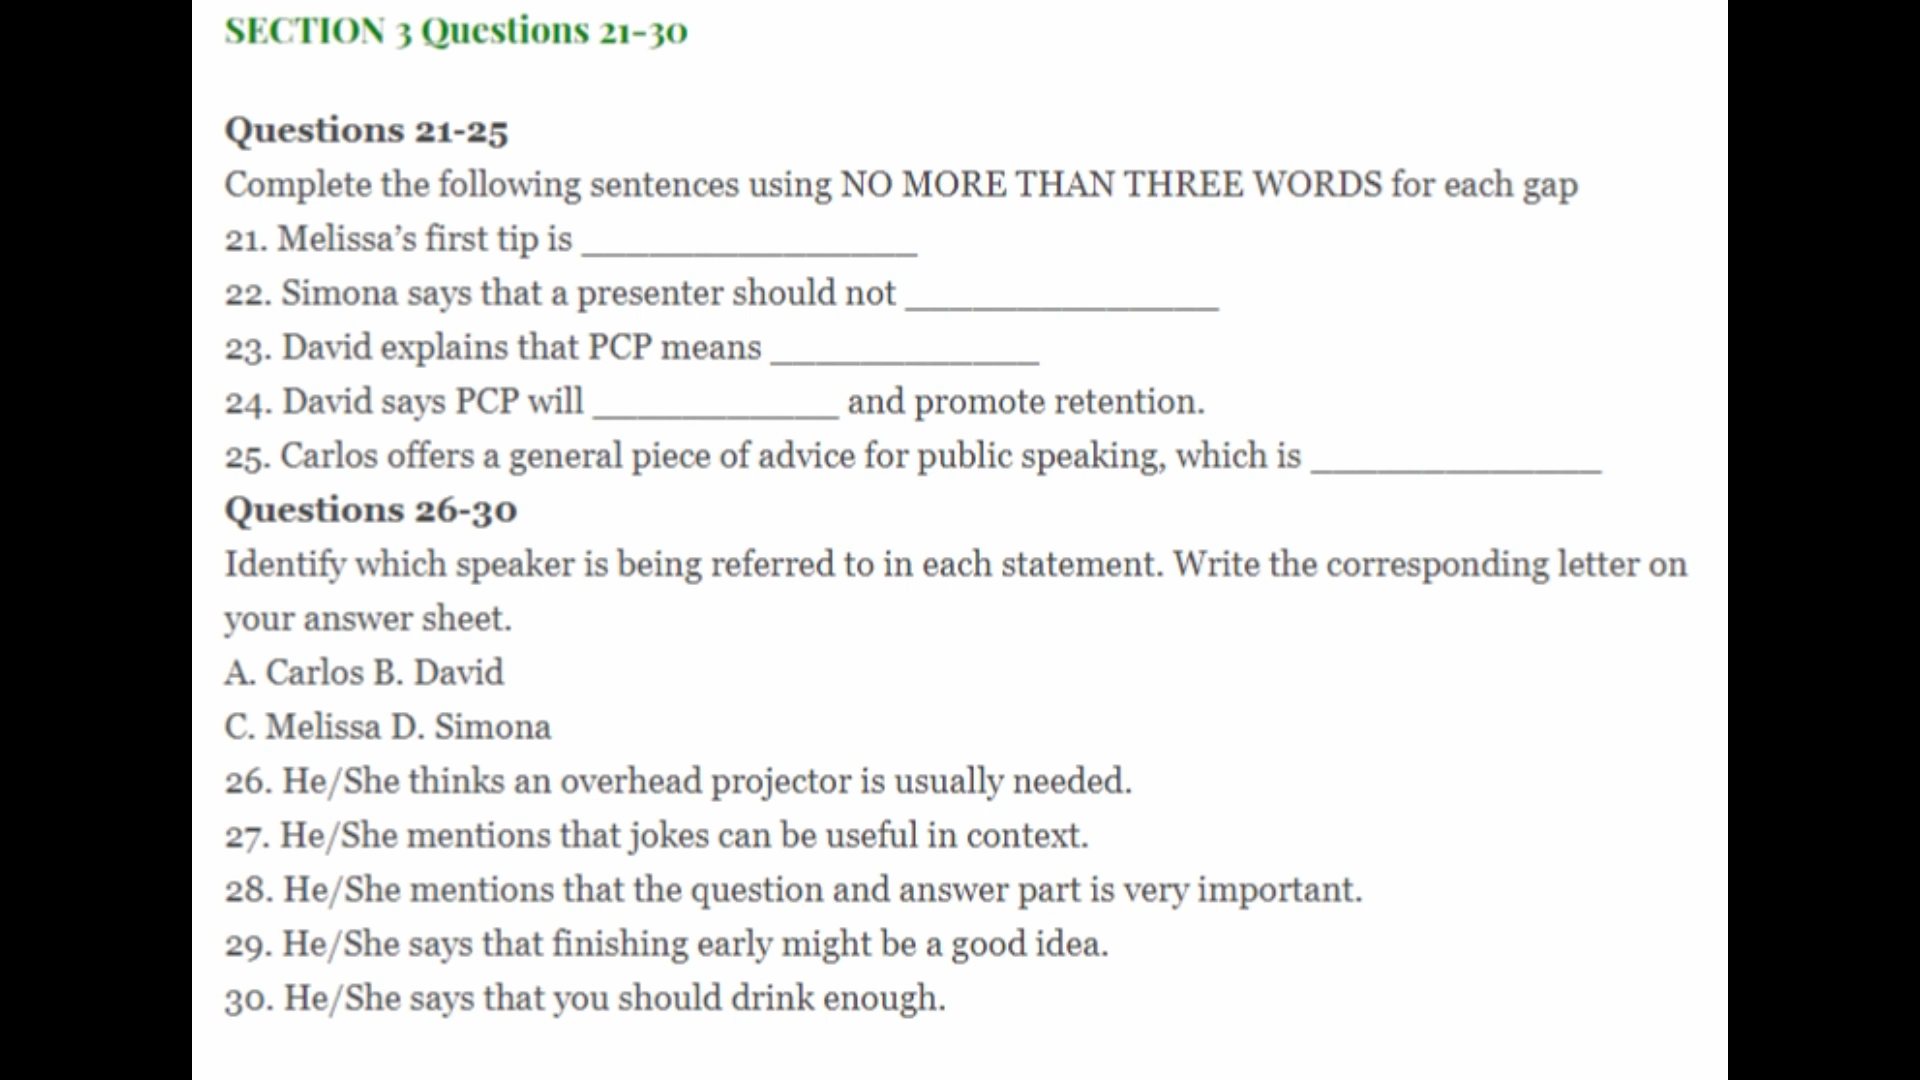 SECTION 3 Questions 21-30
Questions 21-25
Complete the following sentences using NO MORE THAN THREE WORDS for each gap
21. Melissa’s first tip is _______________
22. Simona says that a presenter should not ______________
23. David explains that PCP means ____________
24. David says PCP will ___________ and promote retention.
25. Carlos offers a general piece of advice for public speaking, which is _____________
Questions 26-30
Identify which speaker is being referred to in each statement. Write the corresponding letter on
your answer sheet.
A. Carlos B. David
C. Melissa D. Simona
26. He/She thinks an overhead projector is usually needed.
27. He/She mentions that jokes can be useful in context.
28. He/She mentions that the question and answer part is very important.
29. He/She says that finishing early might be a good idea.
30. He/She says that you should drink enough.